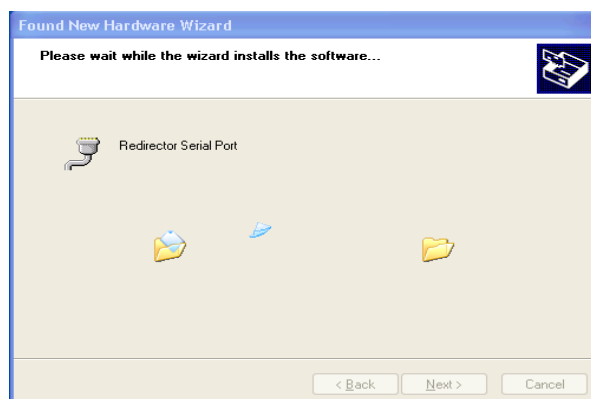 Found New Hardware Wizard
Please wait while the wizard installs the software...
Redirector Serial Port
< Back
Next >
Cancel